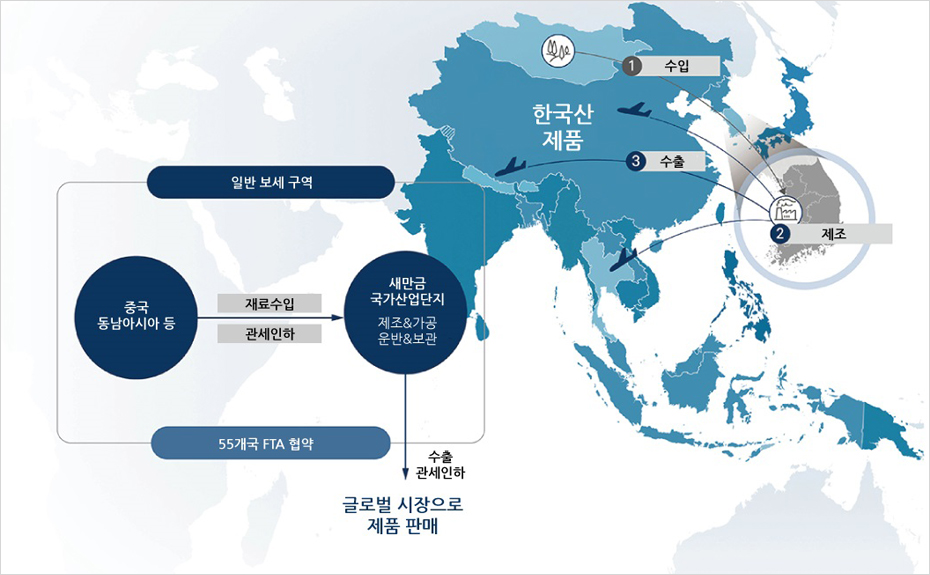 1 수입
한국산
제품
3 수출
2 제조
일반 보세 구역
중국
동남아시아 등
재료수입
관세인하
새만금
국가산업단지
제조&가공
운반&보관
55개국 FTA 협약
수출
관세인하
글로벌 시장으로
제품 판매